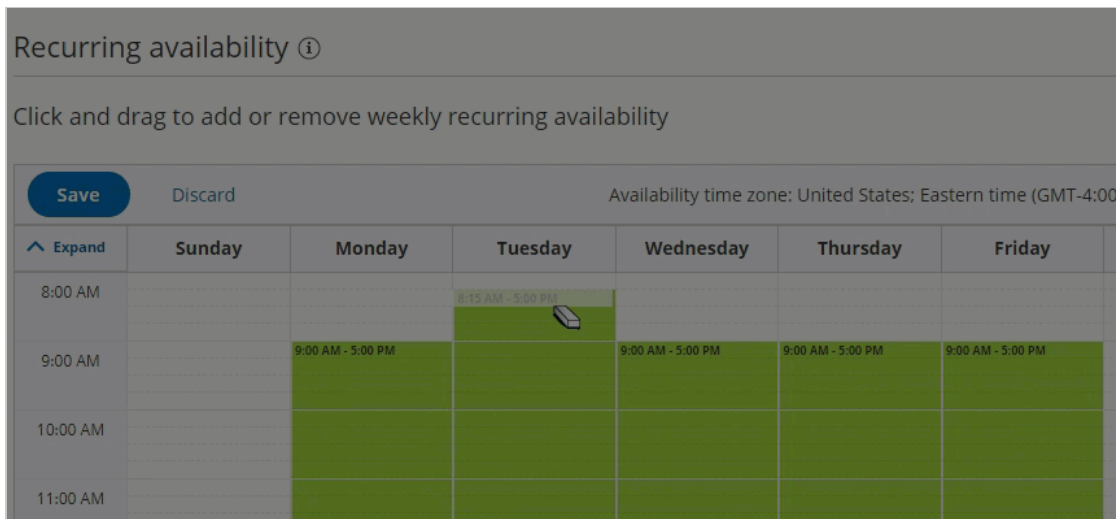 Recurring availability
Click and drag to add or remove weekly recurring availability
Save Discard Availability time zone: United States; Eastern time (GMT-4:00
Expand Sunday Monday Tuesday Wednesday Thursday Friday
8:00 AM
8:15 AM - 5:00 PM
9:00 AM - 5:00 PM 9:00 AM - 5:00 PM 9:00 AM - 5:00 PM 9:00 AM - 5:00 PM
9:00 AM
10:00 AM
11:00 AM